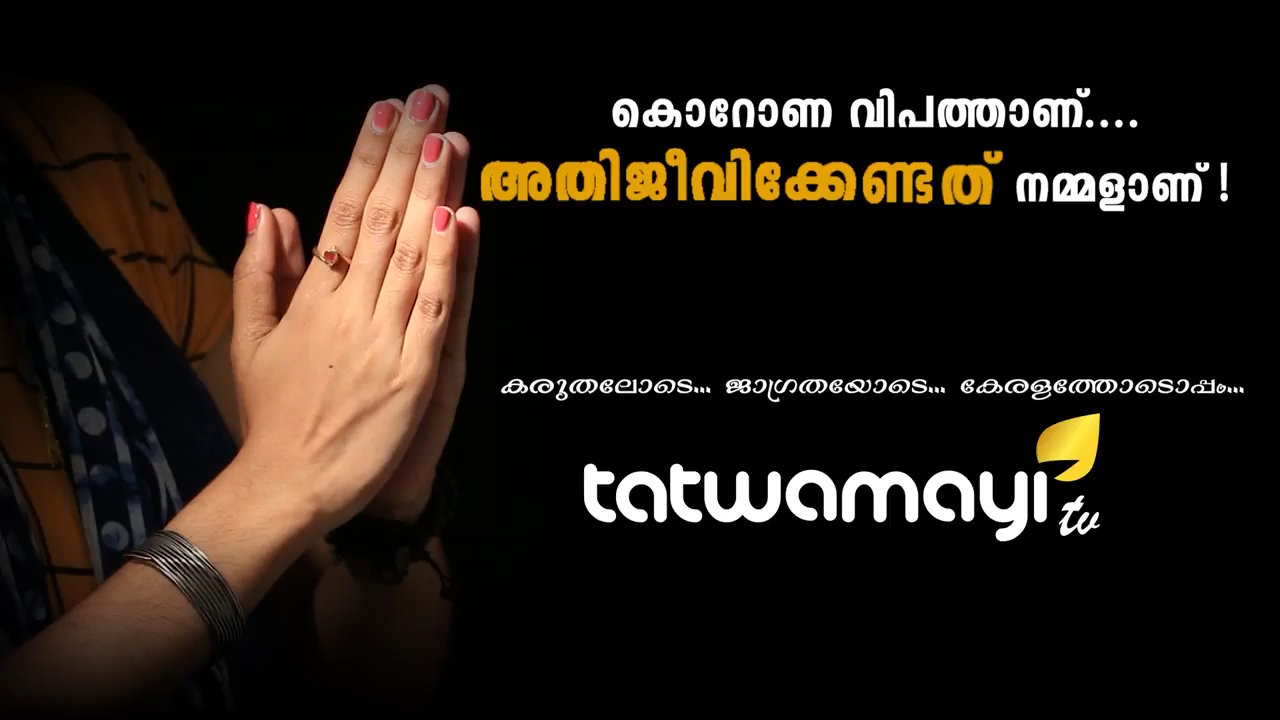 കൊറോണ വിപത്താണ്....
അതിജീവിക്കേണ്ടത് നമ്മളാണ് !
കരുതലോടെ... ജാഗ്രതയോടെ... കേരളത്തോടൊപ്പം...
tatwamayi
tv